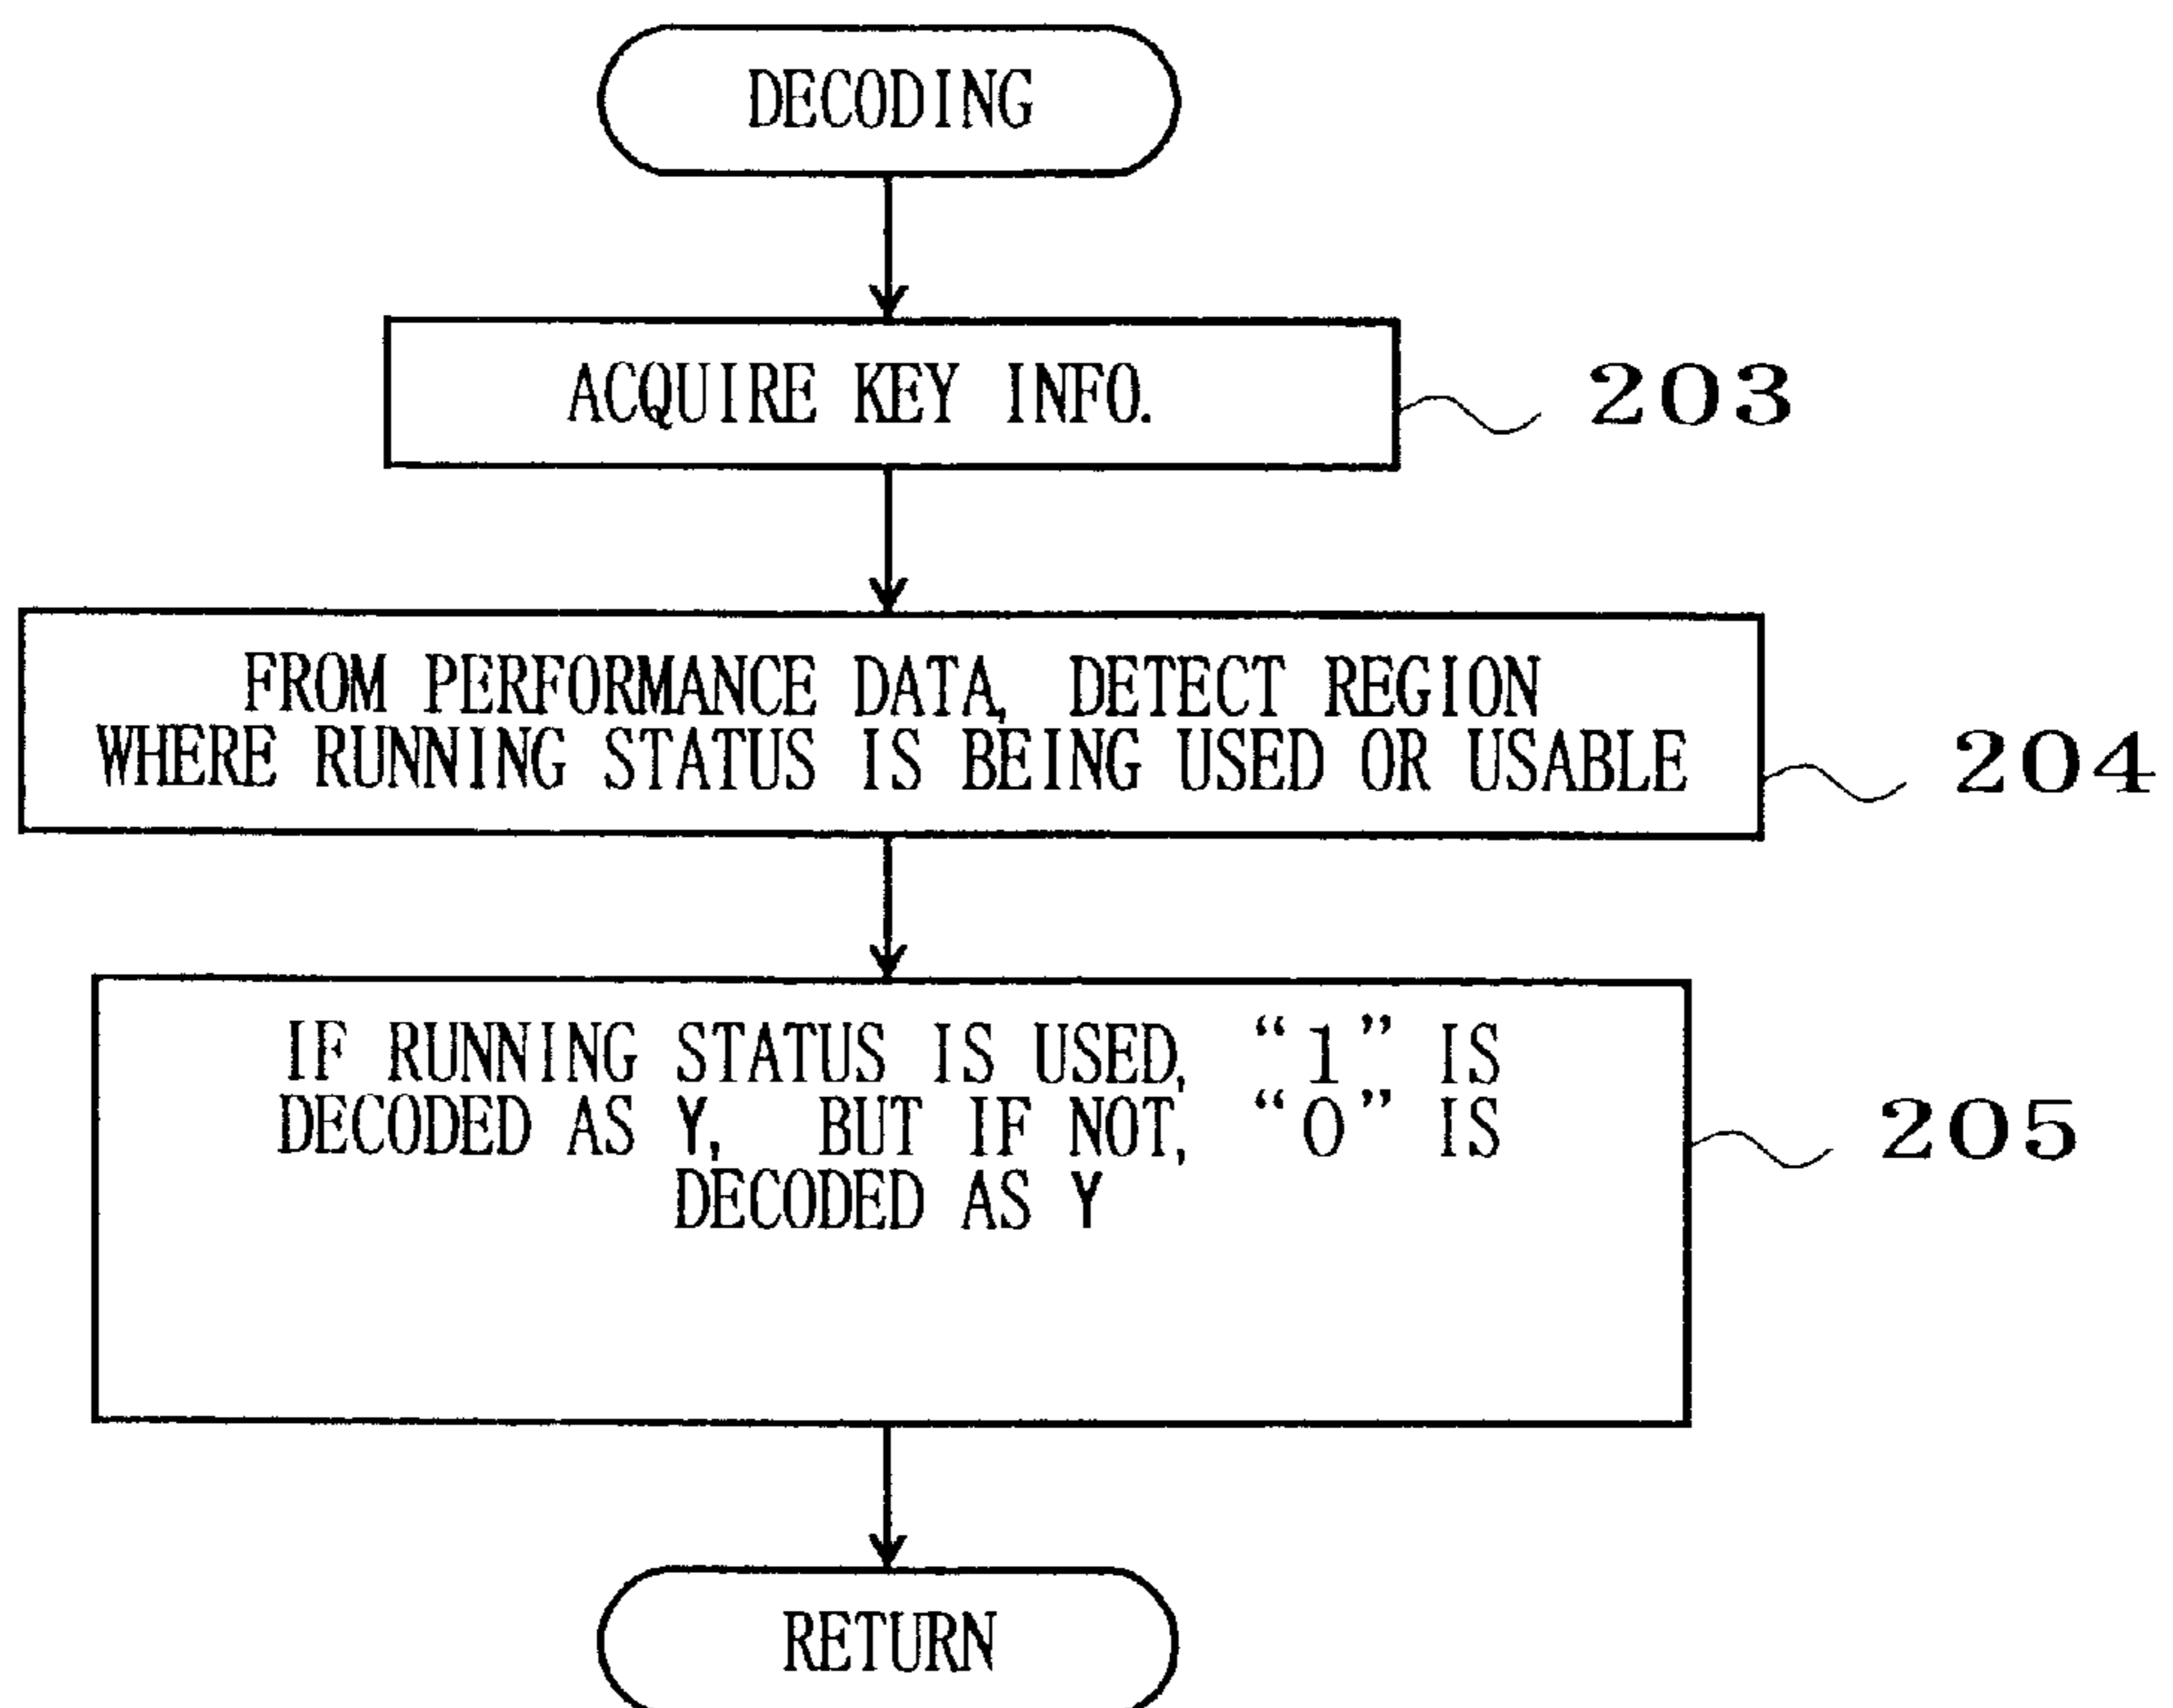 DECODING
ACQUIRE KEY INFO.
203
FROM PERFORMANCE DATA, DETECT REGION
WHERE RUNNING STATUS IS BEING USED OR USABLE
204
IF RUNNING STATUS IS USED, “1” IS
DECODED AS Y, BUT IF NOT, “0” IS
DECODED AS Y
205
RETURN